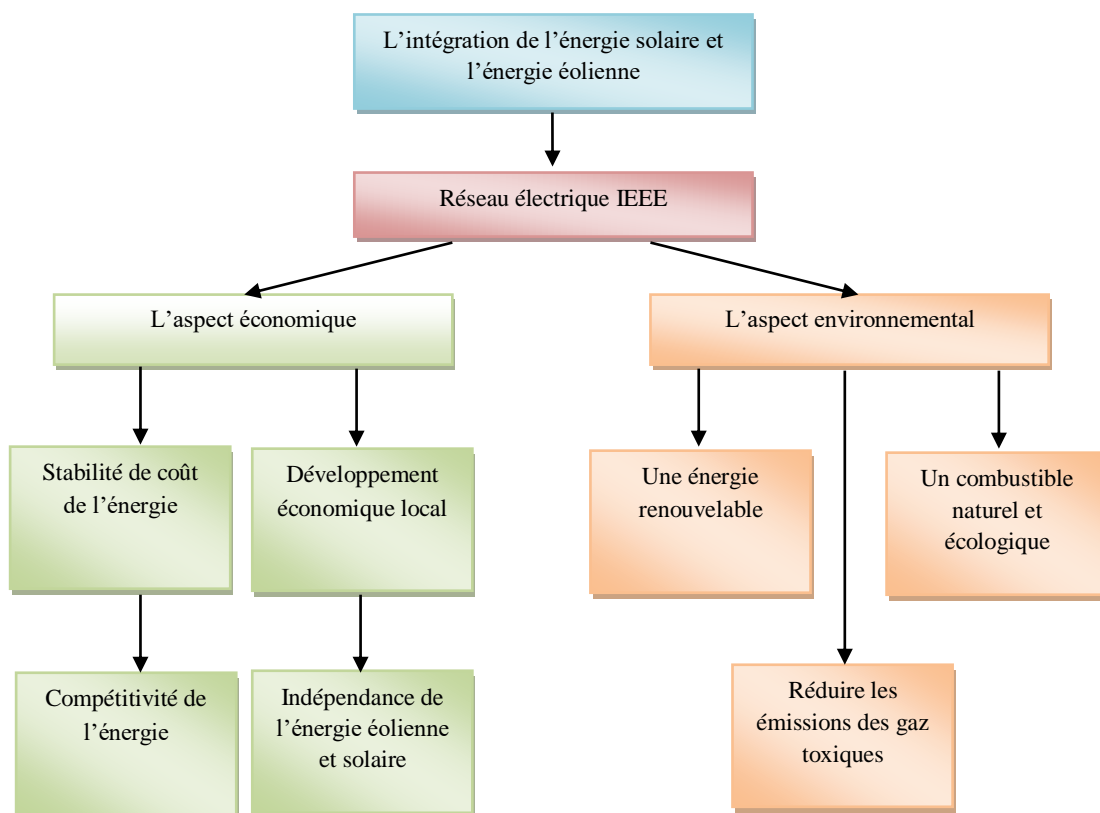 L’intégration de l’énergie solaire et
l’énergie éolienne
Réseau électrique IEEE
L’aspect économique
L’aspect environnemental
Stabilité de coût
de l’énergie
Développement
économique local
Une énergie
renouvelable
Un combustible
naturel et
écologique
Compétitivité de
l’énergie
Indépendance de
l’énergie éolienne
et solaire
Réduire les
émissions des gaz
toxiques